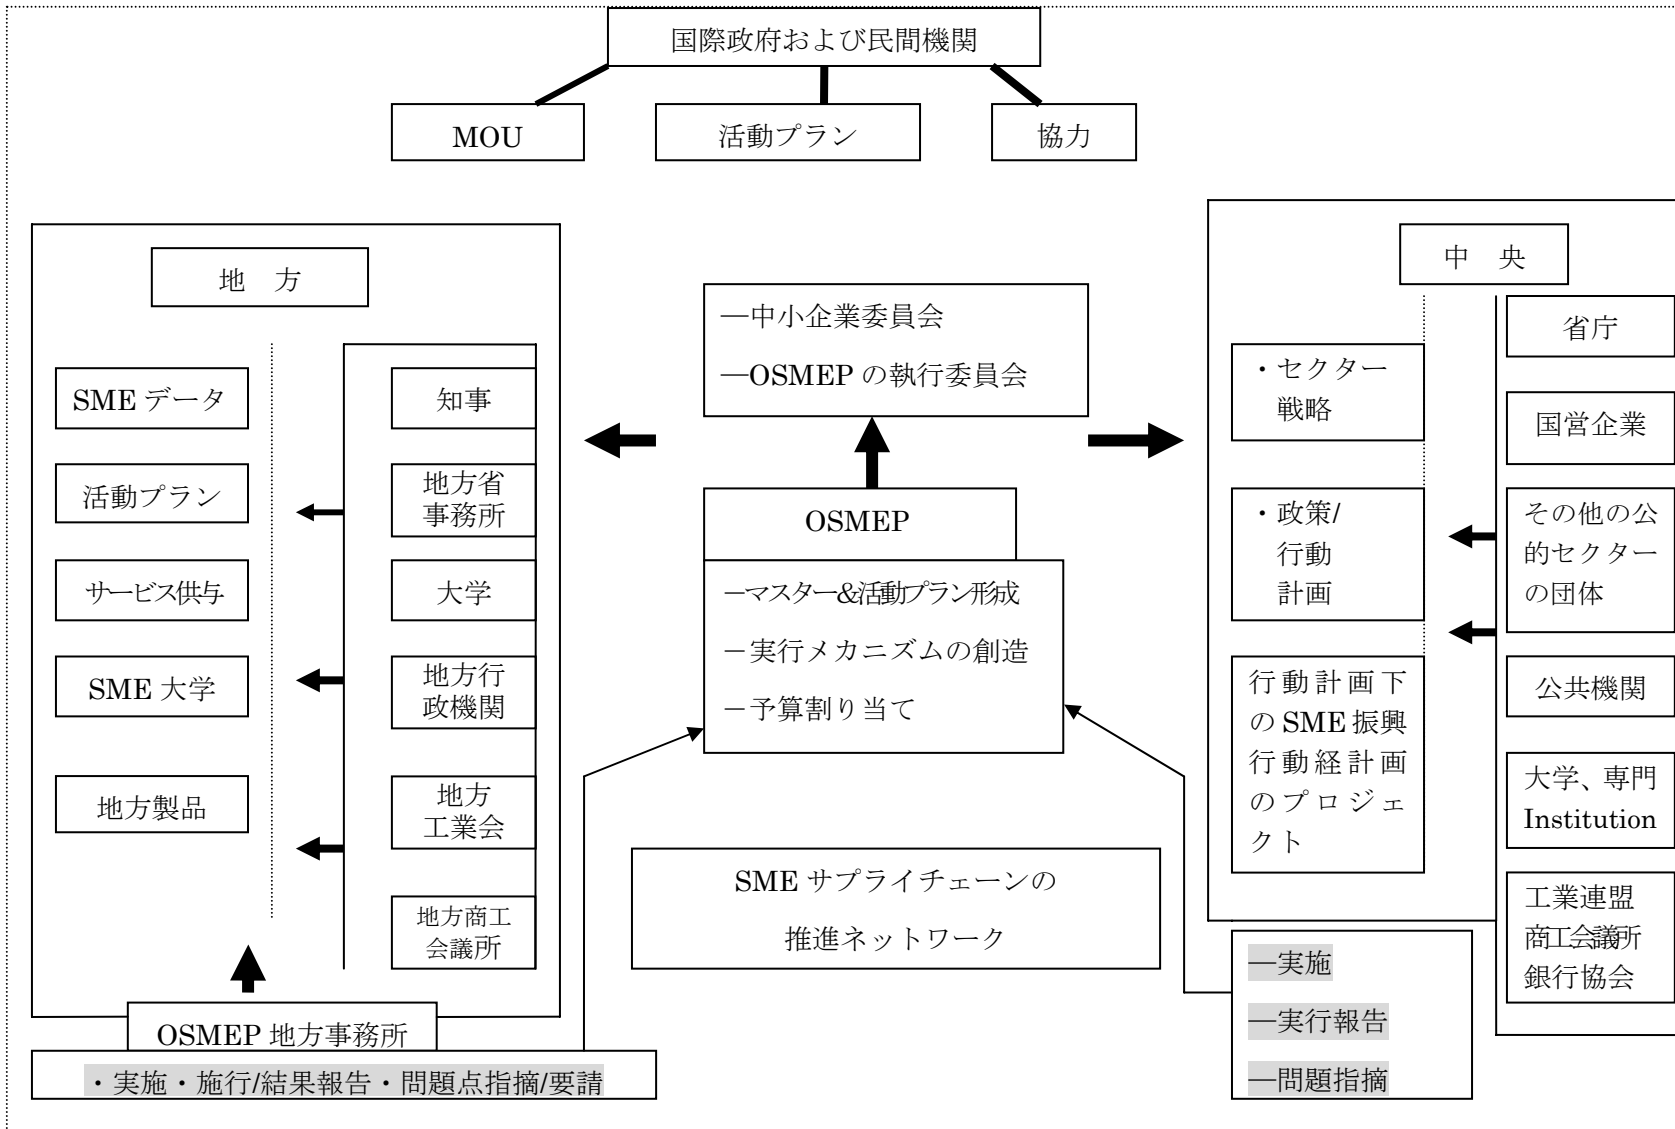 国際政府および民間機関
MOU
活動プラン
協力
地　方
SME データ
活動プラン
サービス供与
SME 大学
地方製品
知事
地方省
事務所
大学
地方行
政機関
地方
工業会
地方商工
会議所
OSMEP 地方事務所
・実施・施行/結果報告・問題点指摘/要請
―中小企業委員会
―OSMEP の執行委員会
OSMEP
－マスター&活動プラン形成
－実行メカニズムの創造
－予算割り当て
SME サプライチェーンの
推進ネットワーク
中　央
・セクター
戦略
・政策/
行動
計画
行動計画下
の SME 振興
行動経計画
のプロジェ
クト
省庁
国営企業
その他の公
的セクター
の団体
公共機関
大学、専門
Institution
工業連盟
商工会議所
銀行協会
―実施
―実行報告
―問題指摘